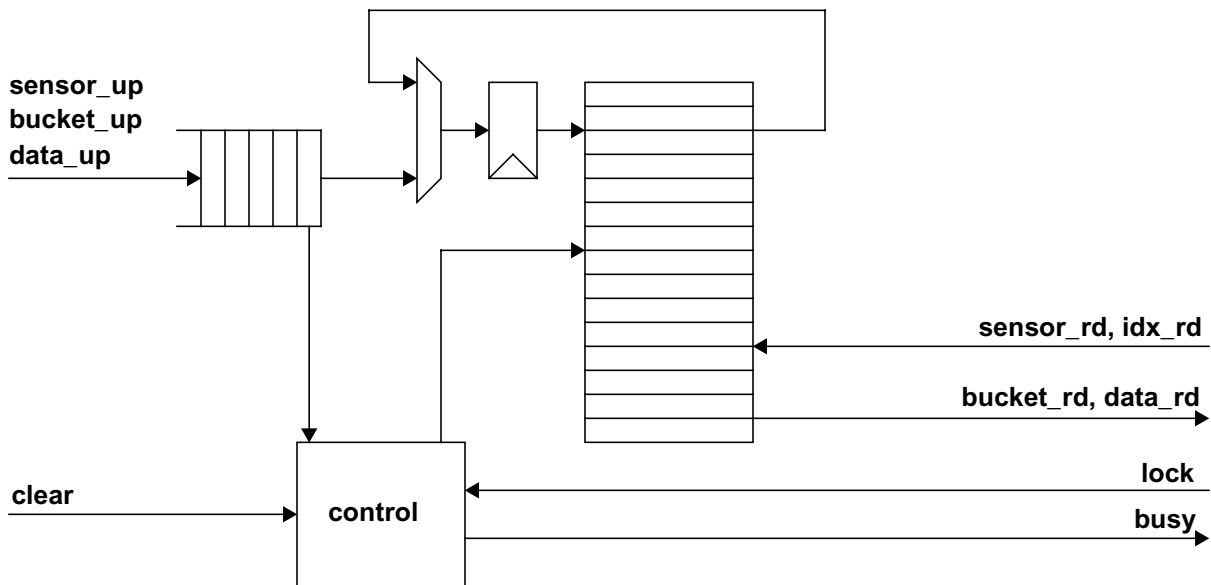 sensor_up
bucket_up
data_up
sensor_rd, idx_rd
bucket_rd, data_rd
lock
clear
control
busy